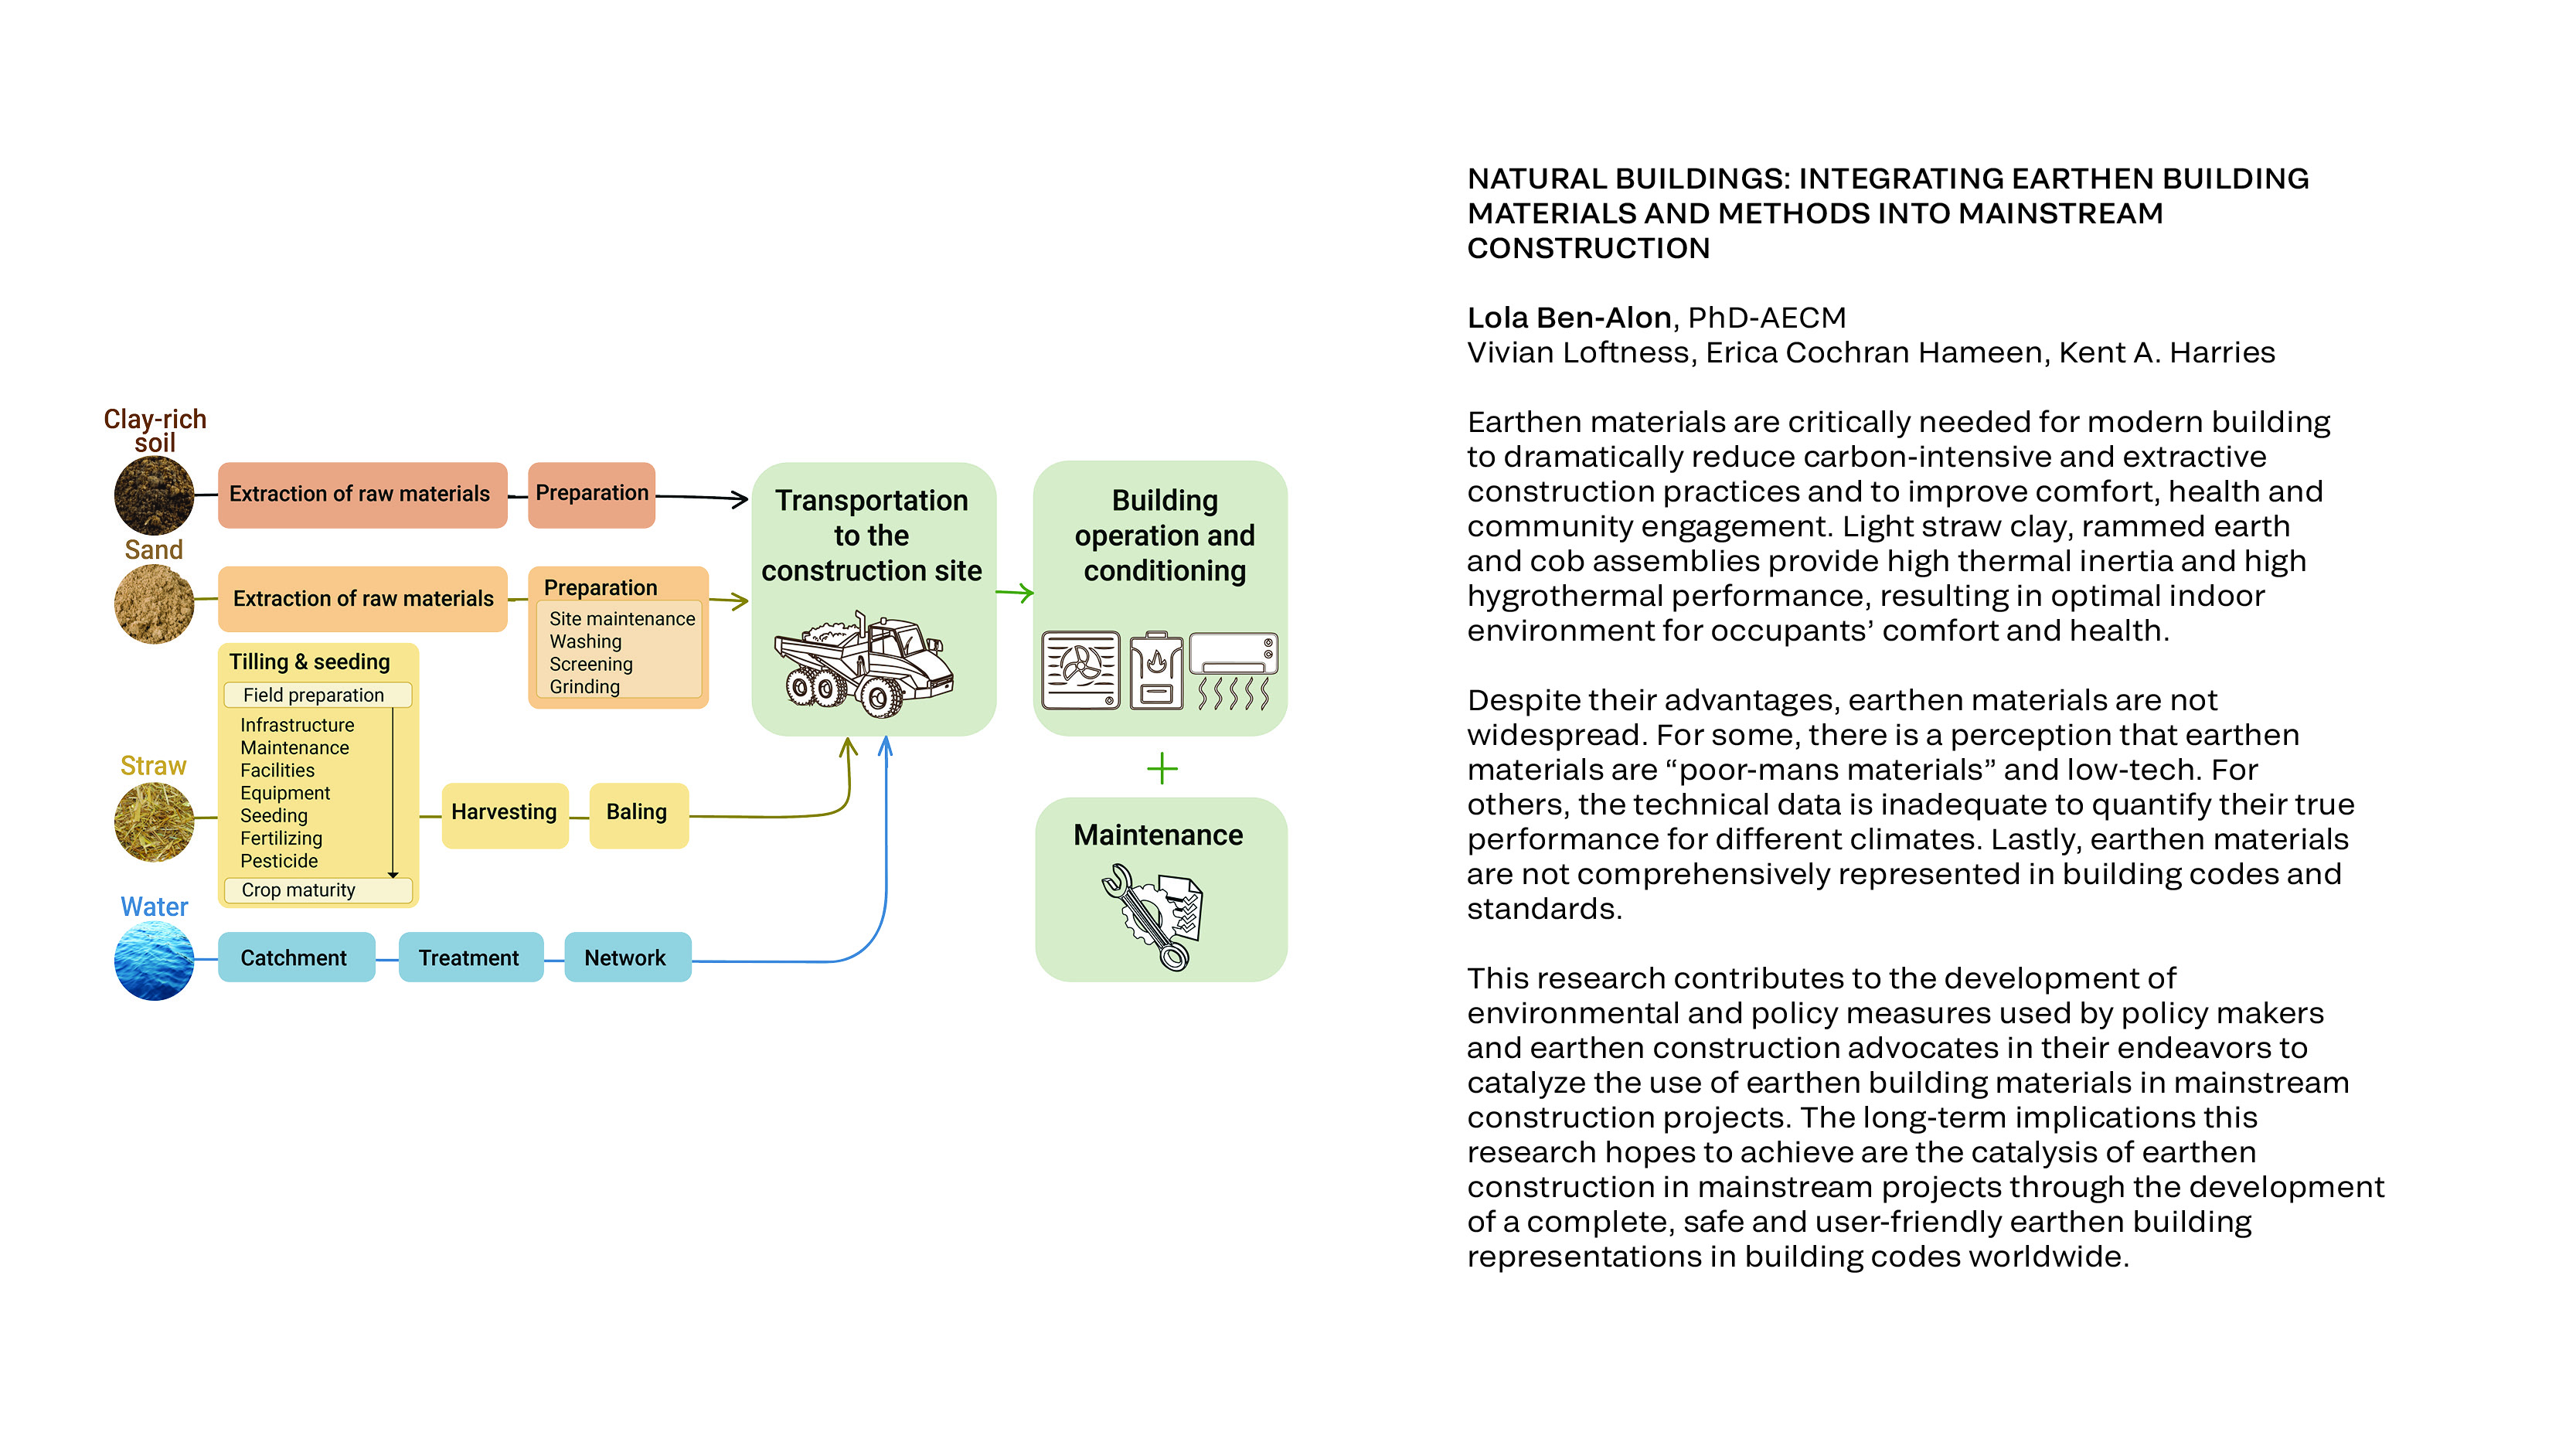 Clay-rich
soil
Extraction of raw materials
Preparation
Sand
Extraction of raw materials
Preparation
Site maintenance
Washing
Screening
Grinding
Straw
Tilling & seeding
Field preparation
Infrastructure
Maintenance
Facilities
Equipment
Seeding
Fertilizing
Pesticide
Crop maturity
Harvesting
Baling
Water
Catchment
Treatment
Network
Transportation
to the
construction site
Building
operation and
conditioning
Maintenance
NATURAL BUILDINGS: INTEGRATING EARTHEN BUILDING
MATERIALS AND METHODS INTO MAINSTREAM
CONSTRUCTION
Lola Ben-Alon, PhD-AECM
Vivian Loftness, Erica Cochran Hameen, Kent A. Harries
Earthen materials are critically needed for modern building
to dramatically reduce carbon-intensive and extractive
construction practices and to improve comfort, health and
community engagement. Light straw clay, rammed earth
and cob assemblies provide high thermal inertia and high
hygrothermal performance, resulting in optimal indoor
environment for occupants’ comfort and health.
Despite their advantages, earthen materials are not
widespread. For some, there is a perception that earthen
materials are “poor-mans materials” and low-tech. For
others, the technical data is inadequate to quantify their true
performance for different climates. Lastly, earthen materials
are not comprehensively represented in building codes and
standards.
This research contributes to the development of
environmental and policy measures used by policy makers
and earthen construction advocates in their endeavors to
catalyze the use of earthen building materials in mainstream
construction projects. The long-term implications this
research hopes to achieve are the catalysis of earthen
construction in mainstream projects through the development
of a complete, safe and user-friendly earthen building
representations in building codes worldwide.